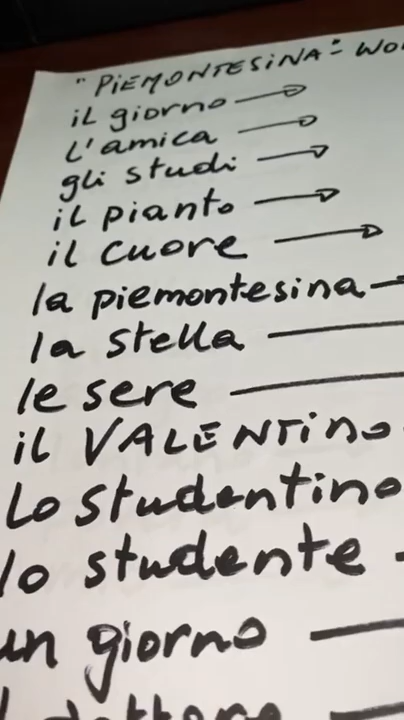 "PiEMONTESiNA"=
iL giorno
L'amica
gli studi
iL pianto
il cuore
la piemontesina
la stella
le sere
il VALENTino
Lo studentino
lo studente
un giorno